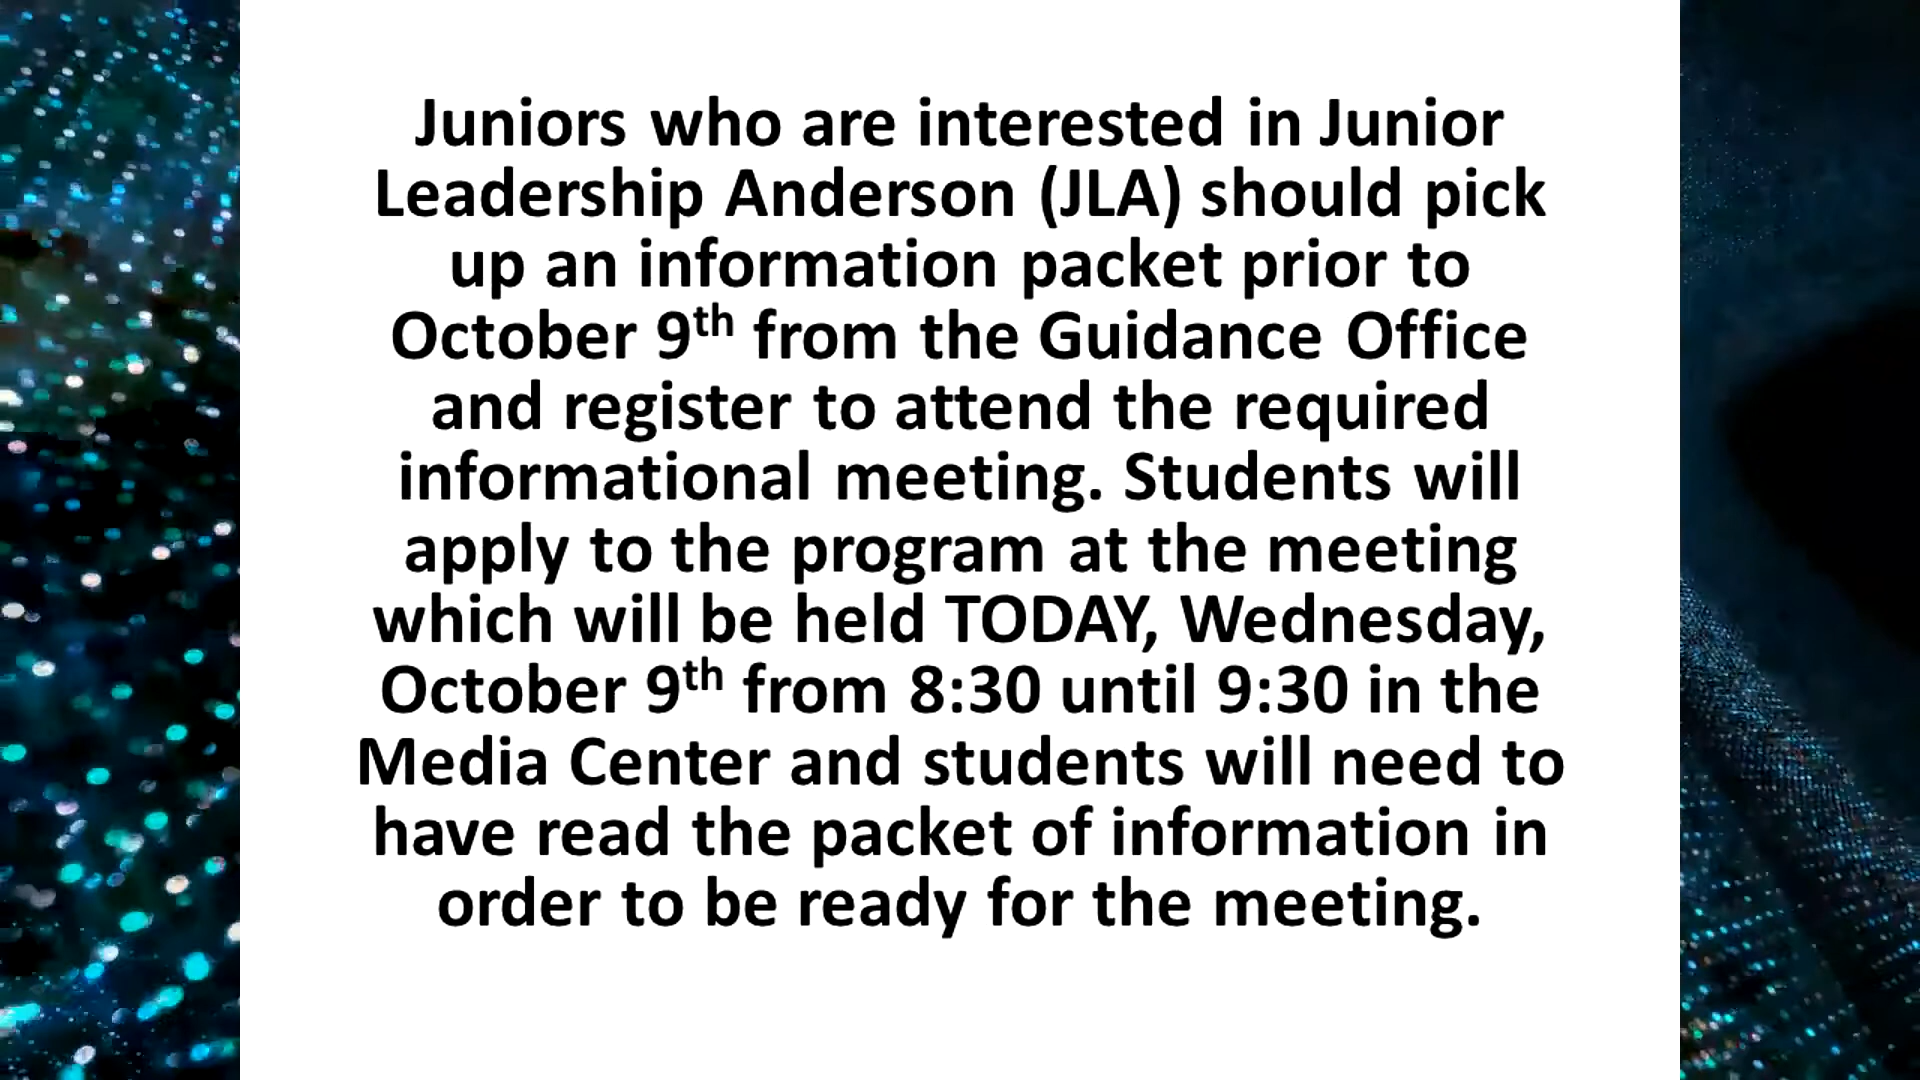 Juniors who are interested in Junior
Leadership Anderson (JLA) should pick
up an information packet prior to
October 9th from the Guidance Office
and register to attend the required
informational meeting. Students will
apply to the program at the meeting
which will be held TODAY, Wednesday,
October 9th from 8:30 until 9:30 in the
Media Center and students will need to
have read the packet of information in
order to be ready for the meeting.